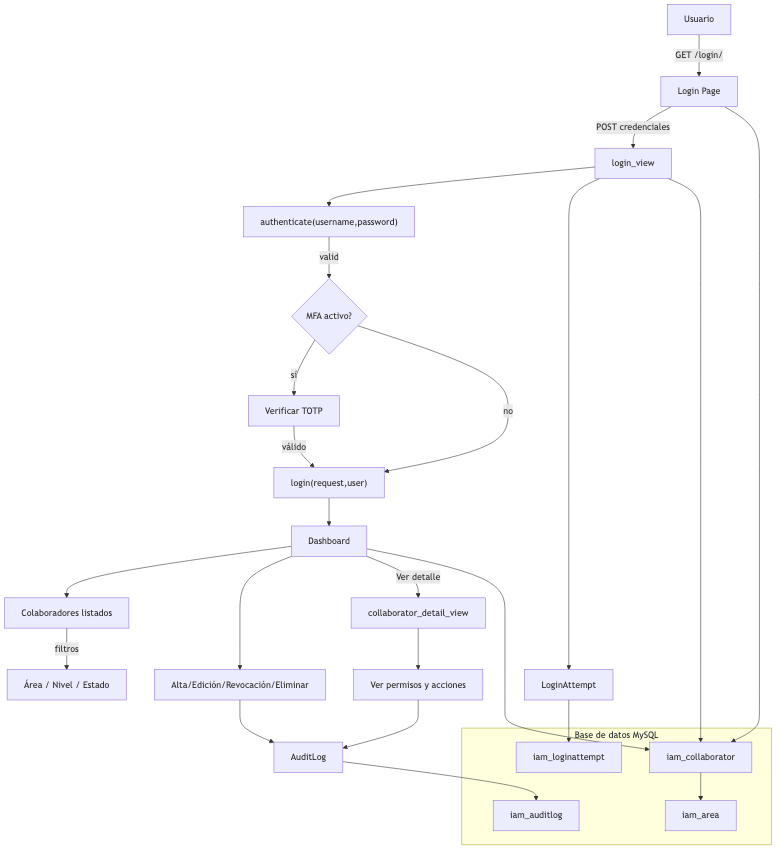 Usuario
GET /login/
Login Page
POST credenciales
login_view
authenticate(username,password)
valid
MFA activo?
sí
no
Verificar TOTP
válido
login(request,user)
Dashboard
Ver detalle
Colaboradores listados
collaborator_detail_view
filtros
Área / Nivel / Estado
Alta/Edición/Revocación/Eliminar
Ver permisos y acciones
LoginAttempt
Base de datos MySQL
AuditLog
iam_loginattempt
iam_collaborator
iam_auditlog
iam_area